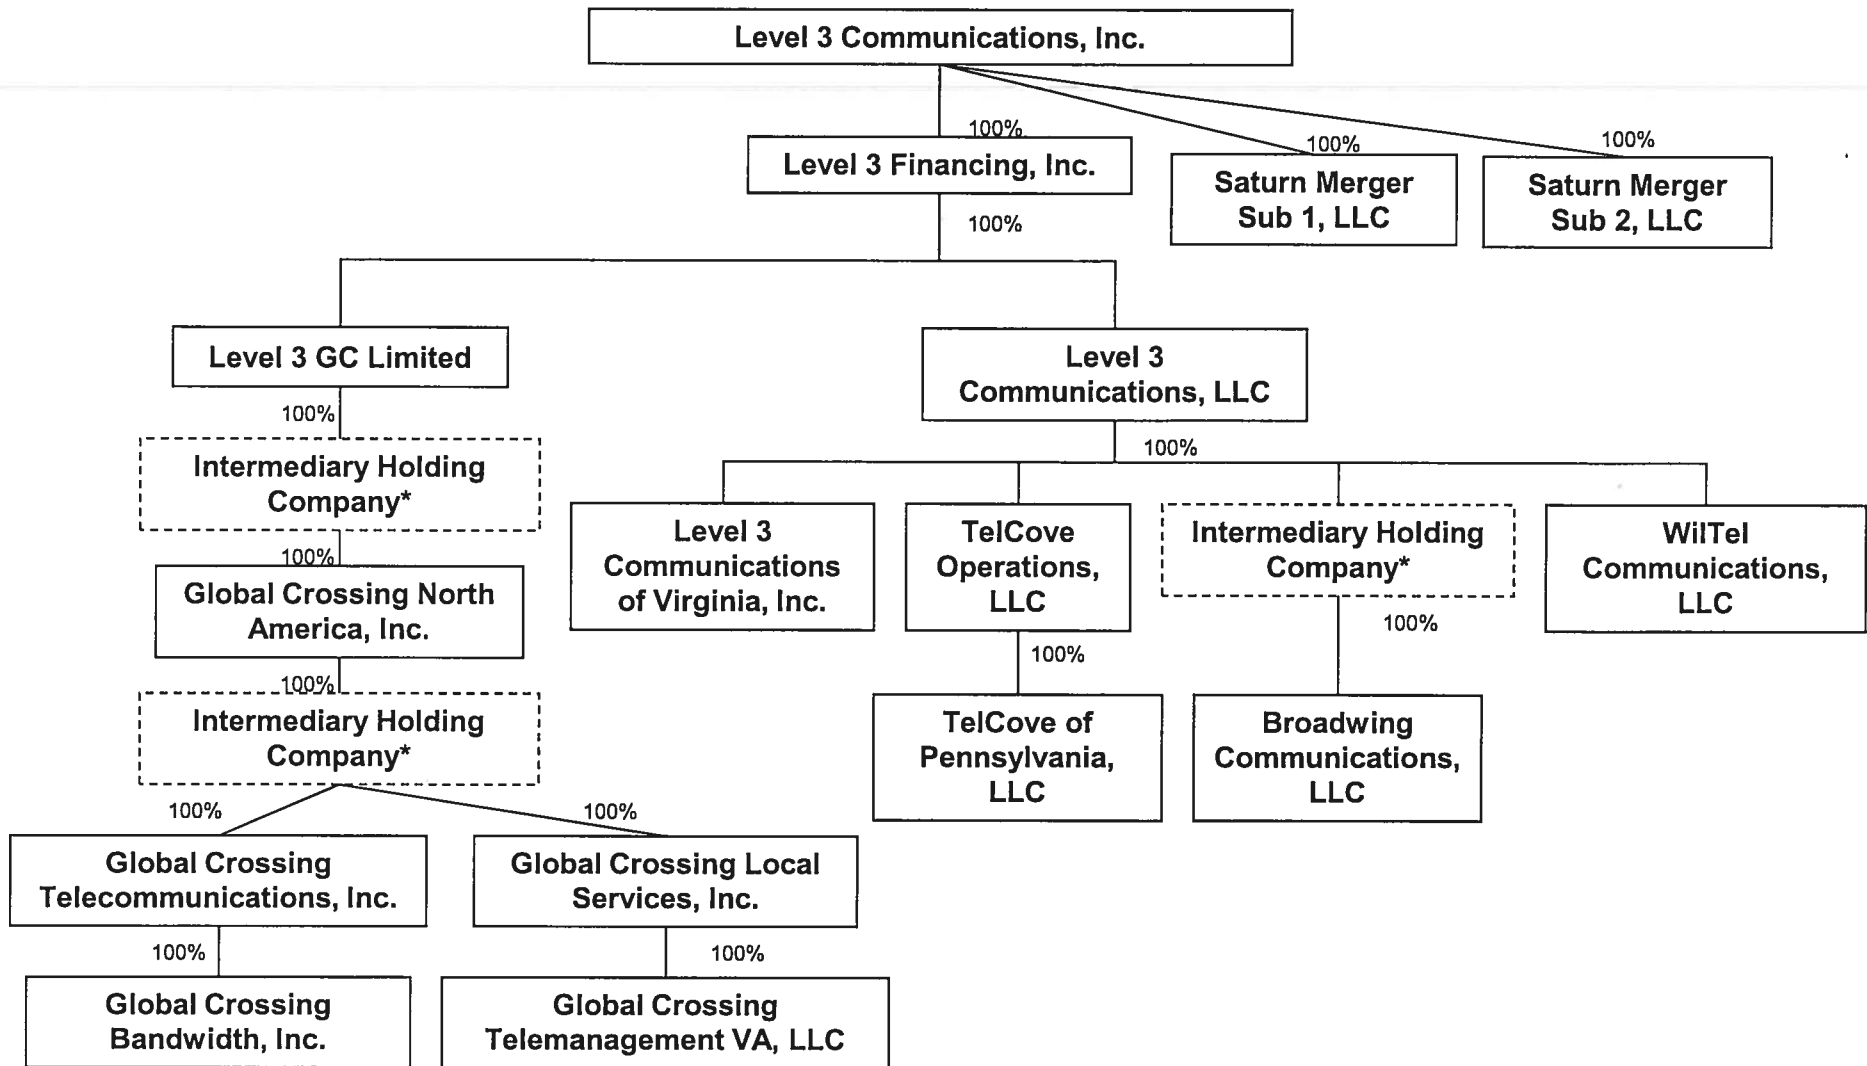 Level 3 Communications, Inc.
100%
100%
100%
Level 3 Financing, Inc.
Saturn Merger
Sub 1, LLC
Saturn Merger
Sub 2, LLC
100%
Level 3 GC Limited
Level 3
Communications, LLC
100%
100%
Intermediary Holding
Company*
Level 3
Communications
of Virginia, Inc.
TelCove
Operations,
LLC
Intermediary Holding
Company*
WilTel
Communications,
LLC
100%
Global Crossing North
America, Inc.
100%
100%
100%
Intermediary Holding
Company*
TelCove of
Pennsylvania,
LLC
Broadwing
Communications,
LLC
100%
100%
Global Crossing
Telecommunications, Inc.
Global Crossing Local
Services, Inc.
100%
100%
Global Crossing
Bandwidth, Inc.
Global Crossing
Telemanagement VA, LLC